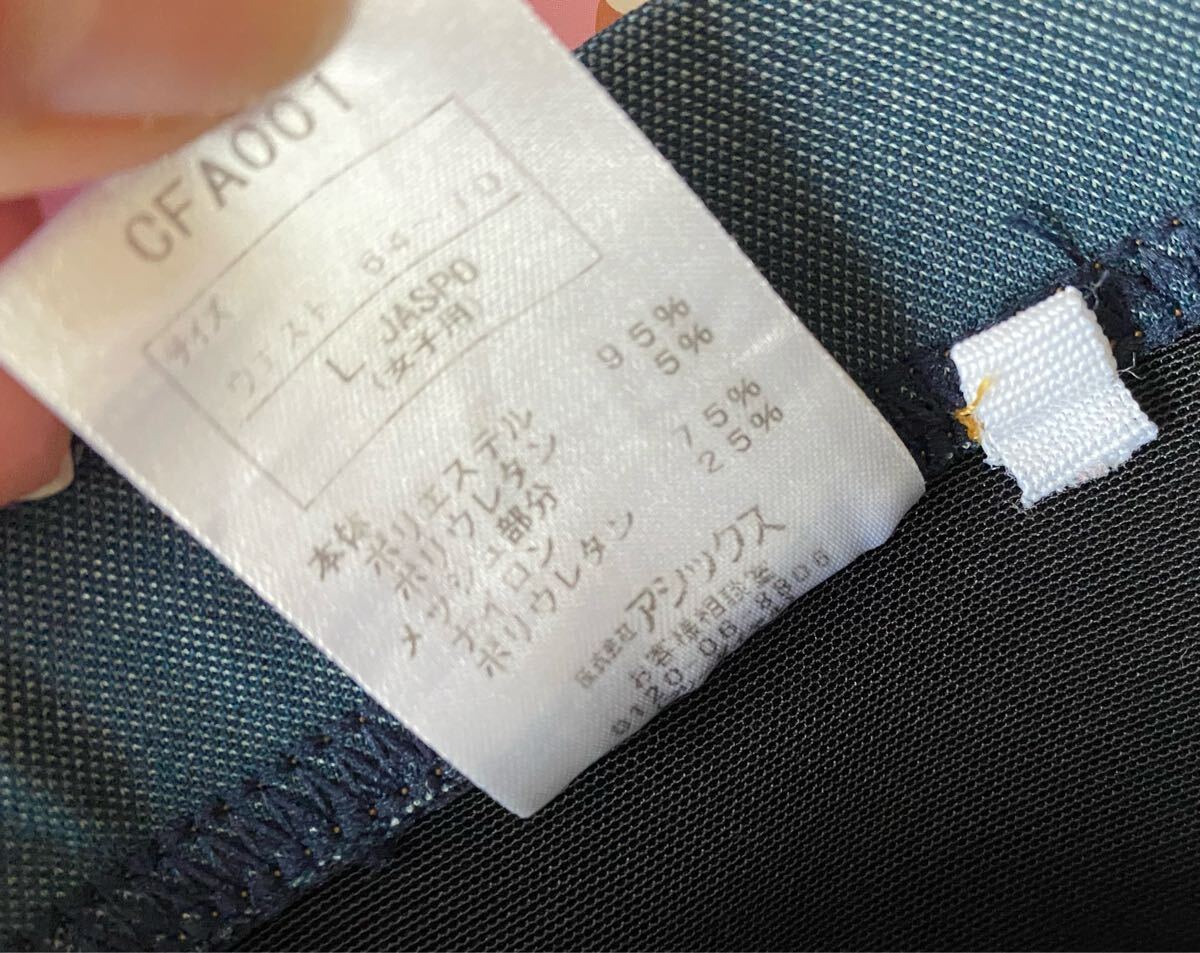 CFA001
サイズ
ウエスト 64~70
L JASPO
(女子用)
本体 ポリエステル 95%
ポリウレタン 5%
メッシュ部分
ナイロン 75%
ポリウレタン 25%
株式会社アシックス
お客様相談室
0120 06 8806